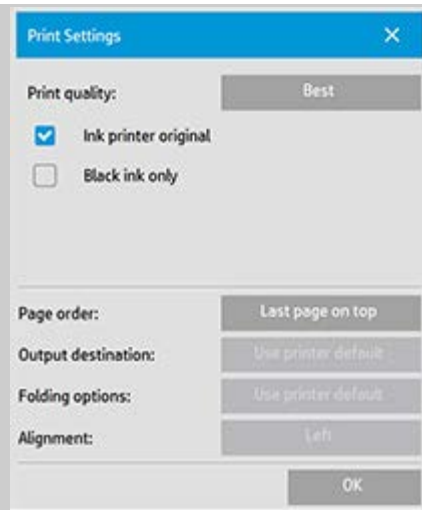 Print Settings
Print quality: Best
Ink printer original
Black ink only
Page order: Last page on top
Output destination: Use printer default
Folding options: Use printer default
Alignment: Left
OK